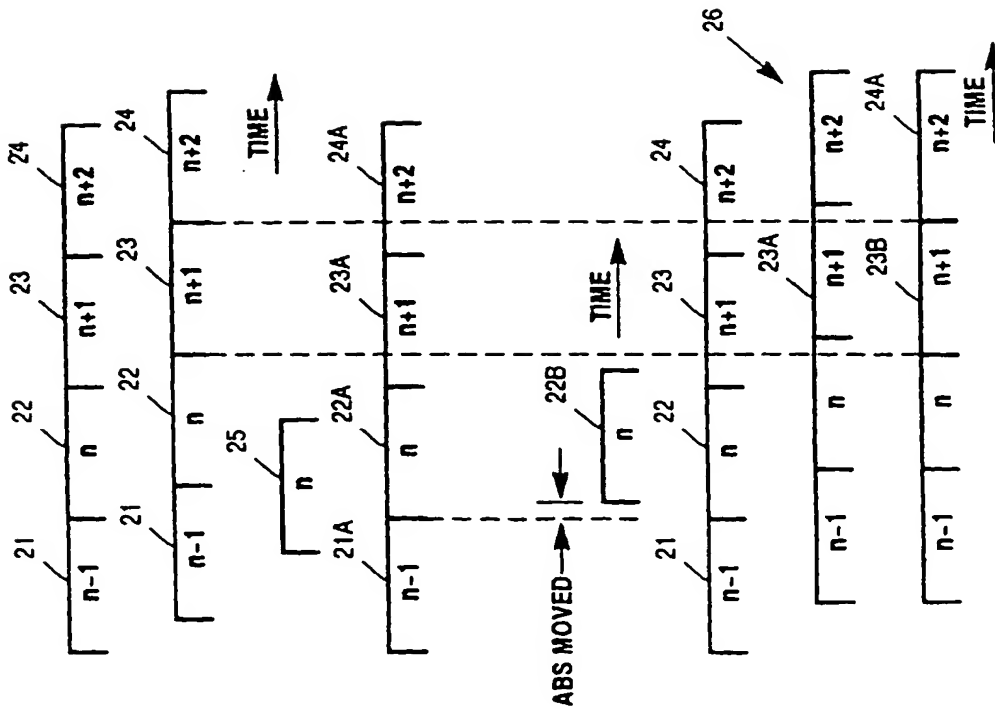 21 22 23 24
n-1 n n+1 n+2
21 22 23 24
n-1 n n+1 n+2
25
n
TIME
21A 22A 23A 24A
n-1 n n+1 n+2
ABS MOVED
22B
n
TIME
21 22 23 24
n-1 n n+1 n+2
26
23A
n-1 n n+1 n+2
23B 24A
n-1 n n+1 n+2
TIME